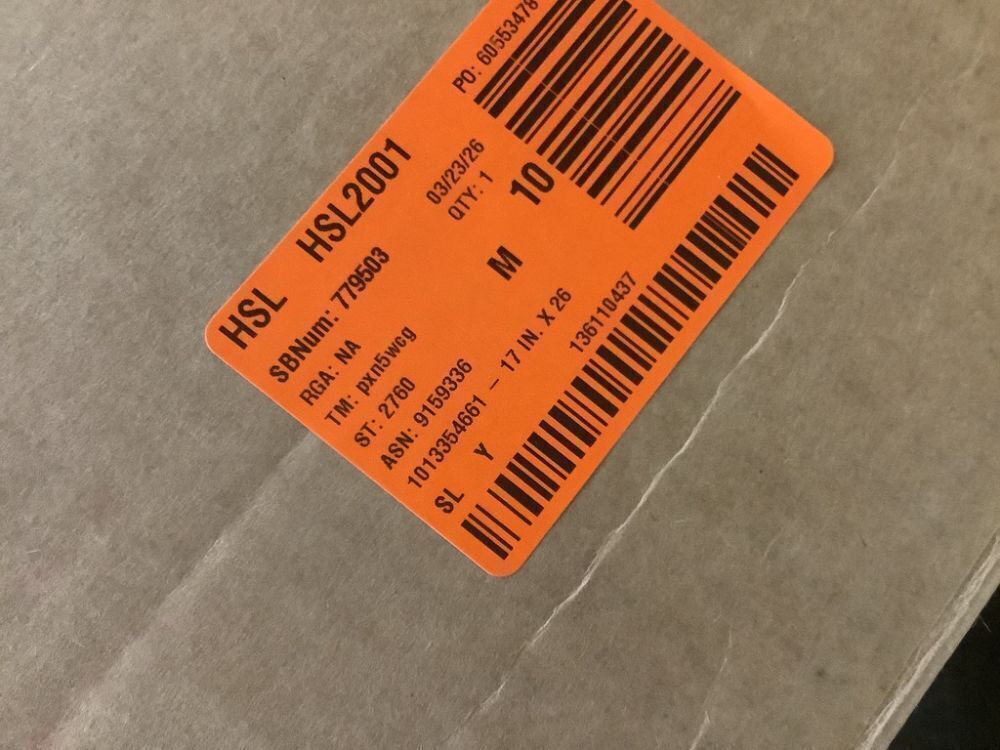 HSL HSL2001 PO: 60553478
SBNum: 779503 03/23/26
RGA: NA QTY: 1
TM: pxn5wcg 10
ST: 2760 M
ASN: 9159336
1013354661 – 17 IN. X 26
SL Y 136110437